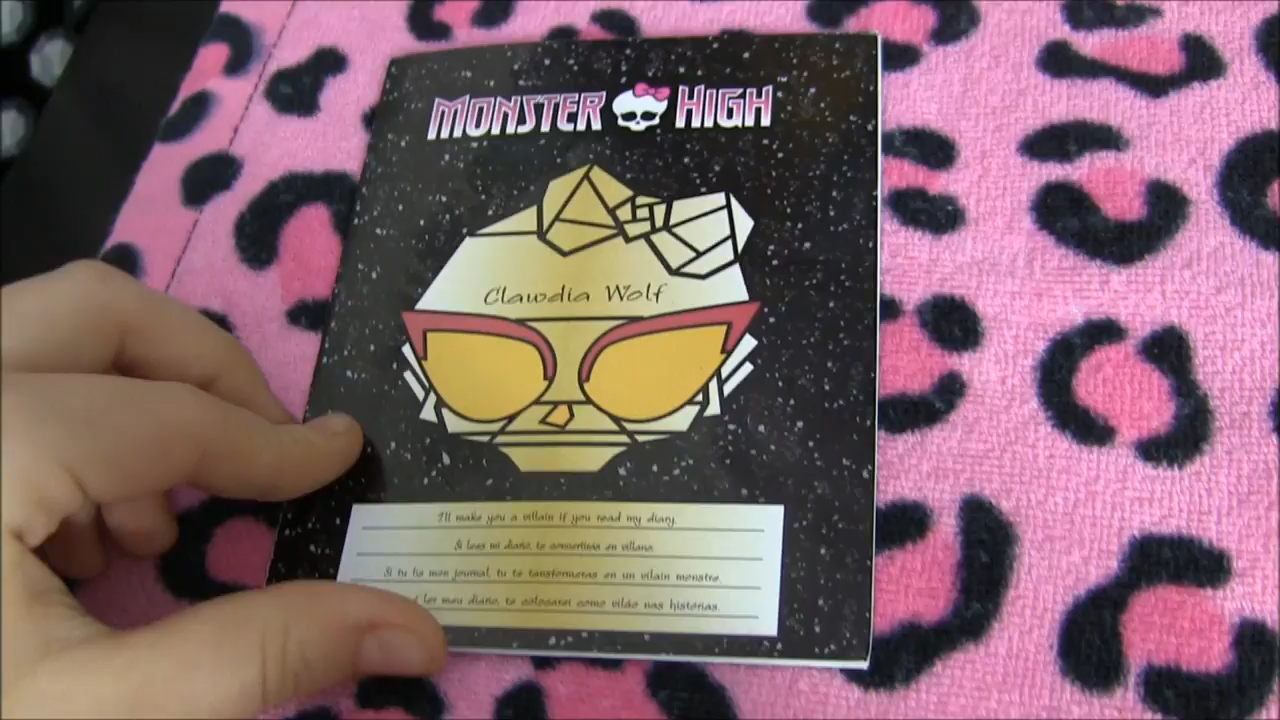 MONSTER HIGH™
Clawdia Wolf
I'll make you a villain if you read my diary.
Si lees mi diario, te convertirás en villana.
Si tu lis mon journal, tu te transformeras en un vilain monstre.
ler meu diário, te colocarei como vilão nas histórias.